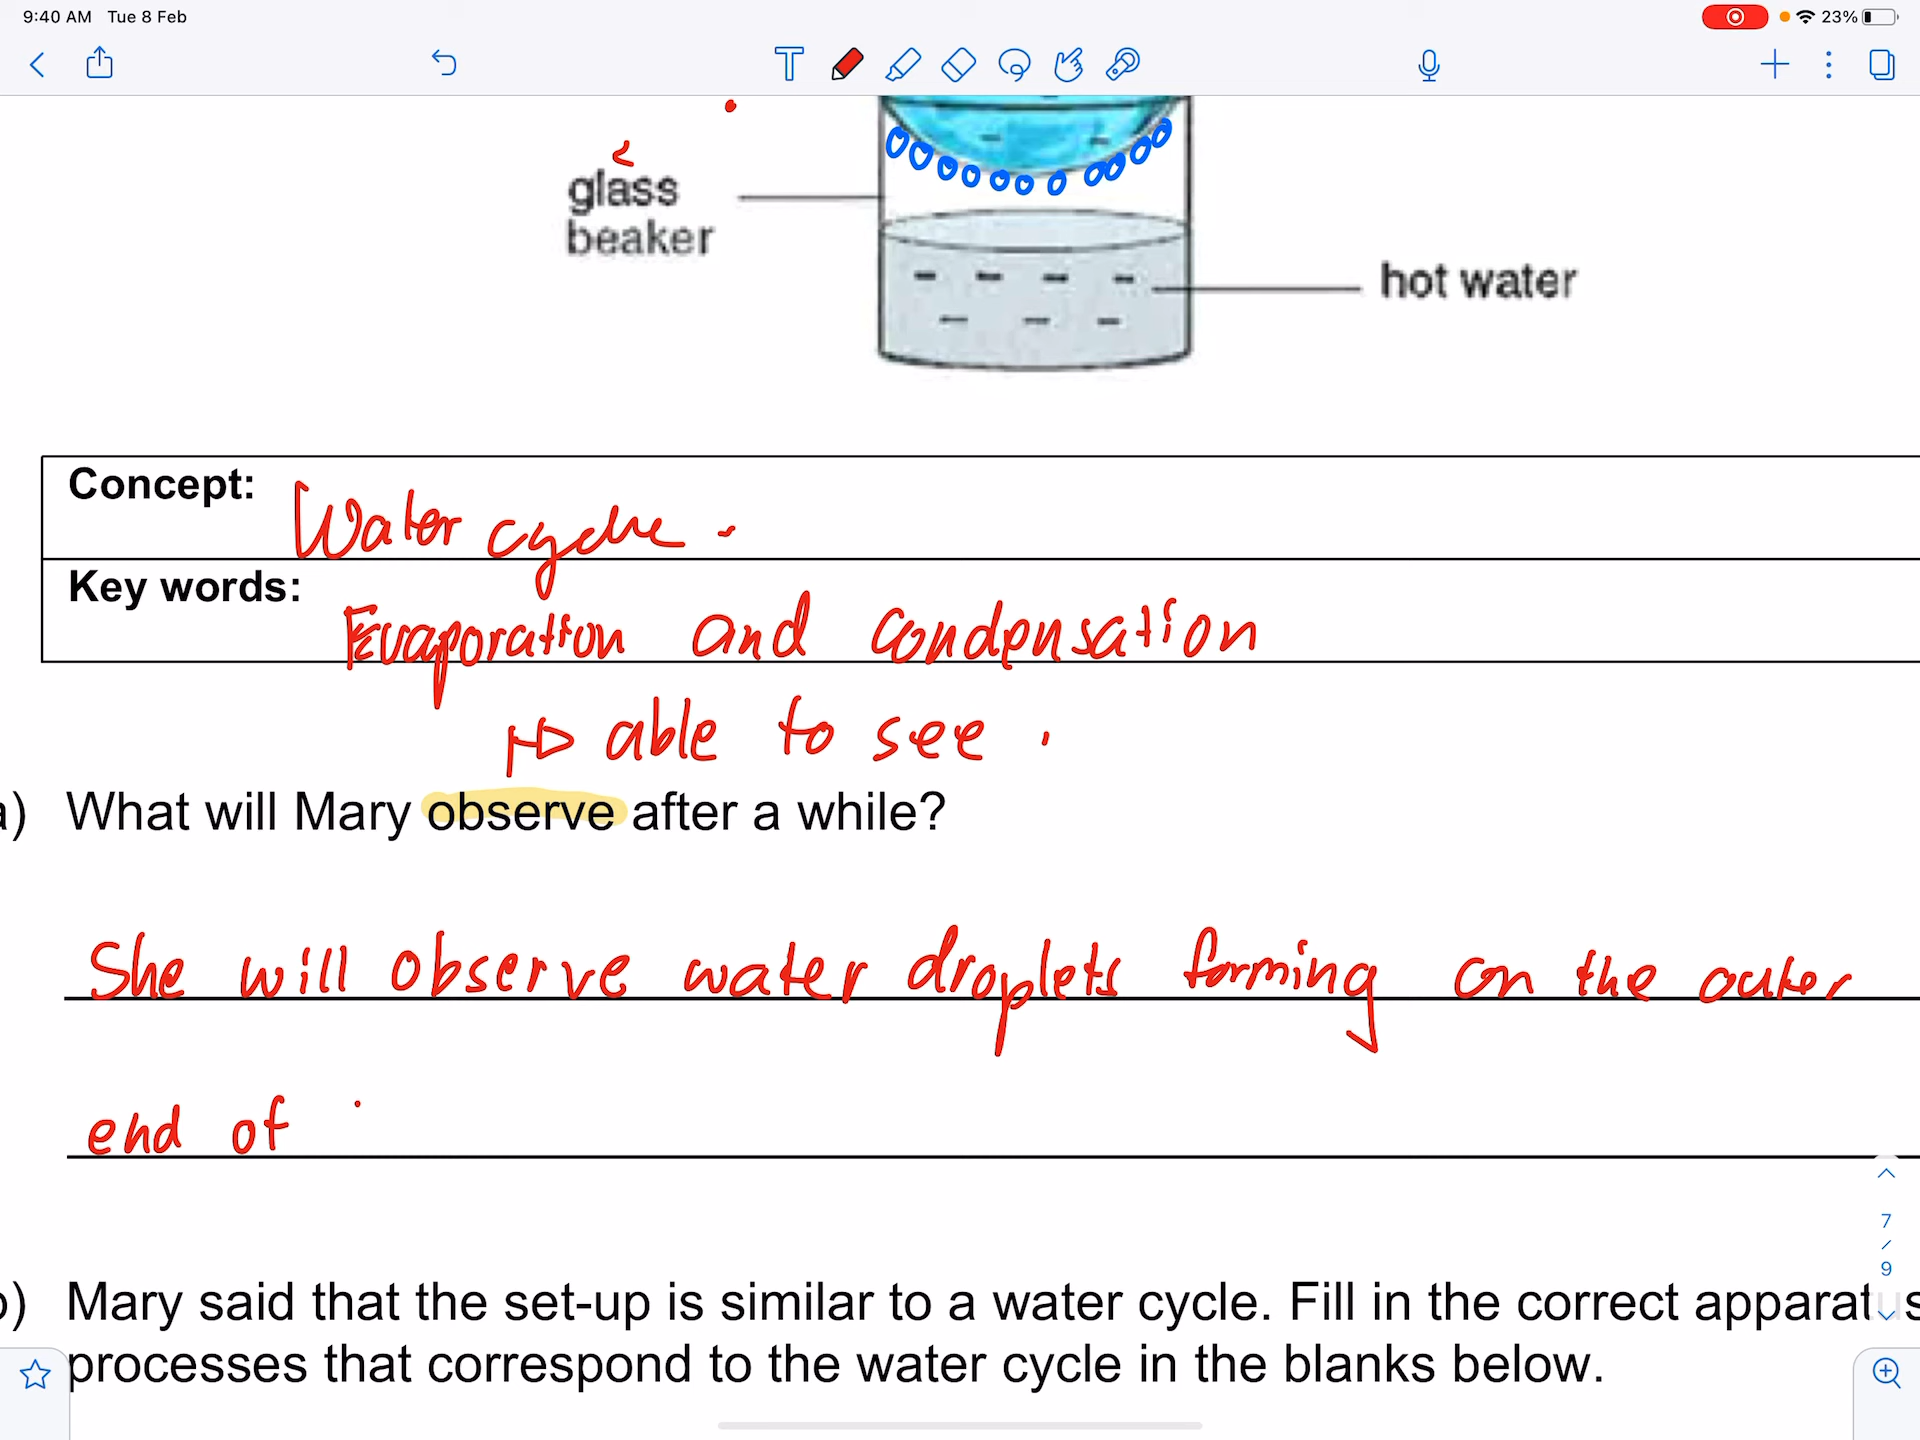 9:40 AM Tue 8 Feb
23%
glass
beaker
hot water
Concept: Water cycle.
Key words: Evaporation and condensation
able to see.
a) What will Mary observe after a while?
She will observe water droplets forming on the outer
end of
7
/
9
b) Mary said that the set-up is similar to a water cycle. Fill in the correct apparatus
processes that correspond to the water cycle in the blanks below.